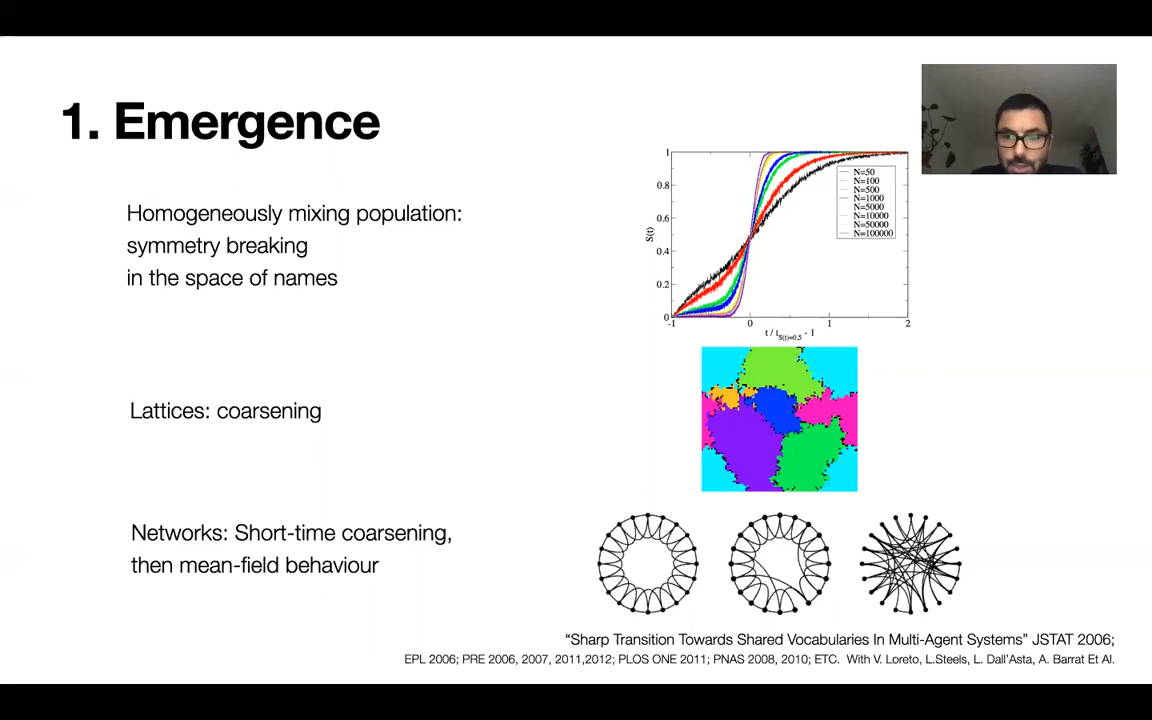 1. Emergence
Homogeneously mixing population:
symmetry breaking
in the space of names
1
0.8
0.6
0.4
0.2
0
S(t)
-1
0
1
2
t / t_S(t)=0.5 - 1
N=50
N=100
N=500
N=1000
N=5000
N=10000
N=50000
N=100000
Lattices: coarsening
Networks: Short-time coarsening,
then mean-field behaviour
“Sharp Transition Towards Shared Vocabularies In Multi-Agent Systems” JSTAT 2006;
EPL 2006; PRE 2006, 2007, 2011,2012; PLOS ONE 2011; PNAS 2008, 2010; ETC. With V. Loreto, L.Steels, L. Dall’Asta, A. Barrat Et Al.